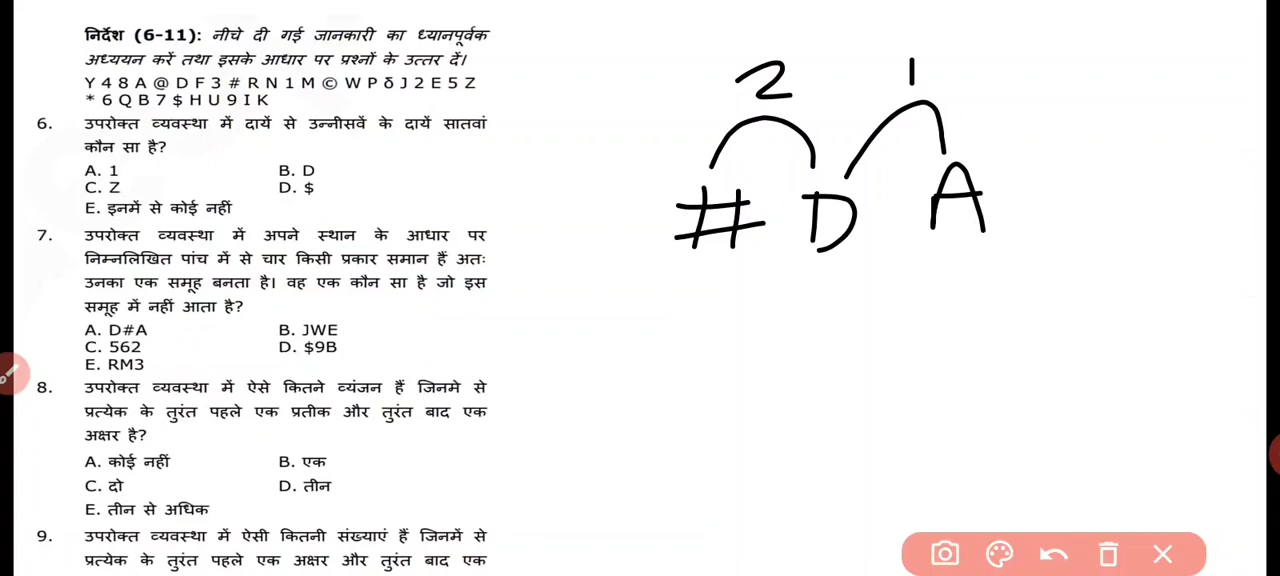 निर्देश (6-11): नीचे दी गई जानकारी का ध्यानपूर्वक
अध्ययन करें तथा इसके आधार पर प्रश्नों के उत्तर दें।
Y 4 8 A @ D F 3 # R N 1 M © W P δ J 2 E 5 Z
* 6 Q B 7 $ H U 9 I K
6. उपरोक्त व्यवस्था में दायें से उन्नीसवें के दायें सातवां
कौन सा है?
A. 1 B. D
C. Z D. $
E. इनमें से कोई नहीं
7. उपरोक्त व्यवस्था में अपने स्थान के आधार पर
निम्नलिखित पांच में से चार किसी प्रकार समान हैं अतः
उनका एक समूह बनता है। वह एक कौन सा है जो इस
समूह में नहीं आता है?
A. D#A B. JWE
C. 562 D. $9B
E. RM3
8. उपरोक्त व्यवस्था में ऐसे कितने व्यंजन हैं जिनमे से
प्रत्येक के तुरंत पहले एक प्रतीक और तुरंत बाद एक
अक्षर है?
A. कोई नहीं B. एक
C. दो D. तीन
E. तीन से अधिक
9. उपरोक्त व्यवस्था में ऐसी कितनी संख्याएं हैं जिनमें से
प्रत्येक के तुरंत पहले एक अक्षर और तुरंत बाद एक
2 1
# D A